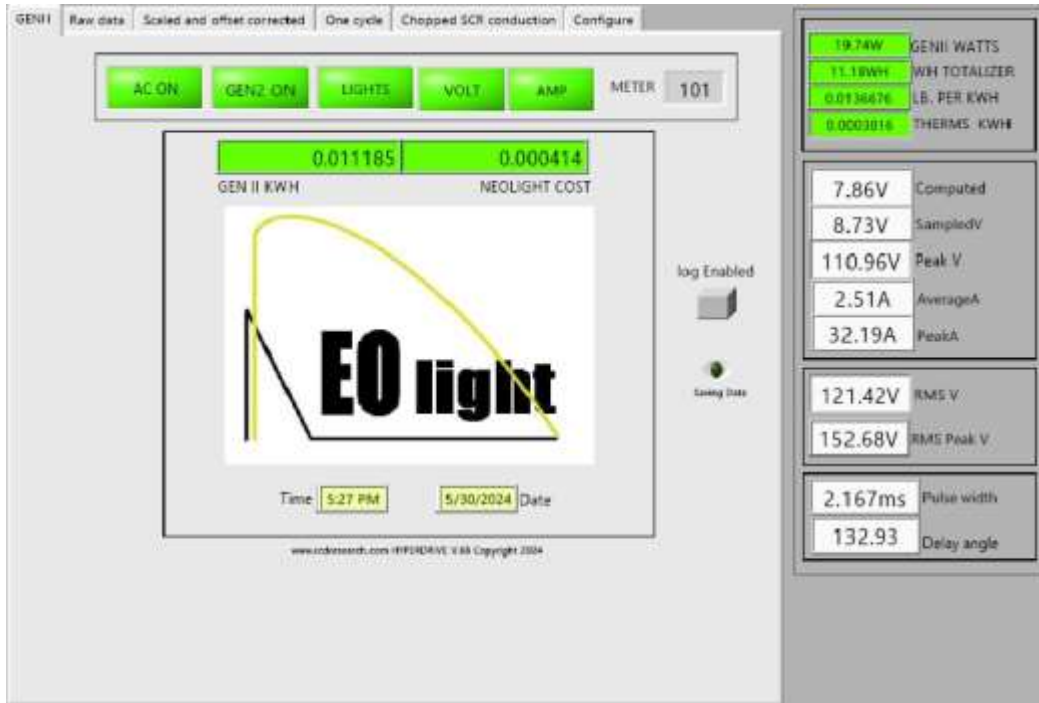 GENII Raw data Scaled and offset corrected One cycle Chopped SCR conduction Configure
AC ON GEN2 ON LIGHTS VOLT AMP METER 101
0.011185 0.000414
GEN II KWH NEOLIGHT COST
EO light
Time 5:27 PM 5/30/2024 Date
HYPERDRIVE V.88 Copyright 2024
log Enabled
Saving Data
19.74W GENII WATTS
11.18WH WH TOTALIZER
0.0136676 LB. PER KWH
0.0003816 THERMS KWH
7.86V Computed
8.73V SampledV
110.96V Peak V
2.51A AverageA
32.19A PeakA
121.42V RMS V
152.68V RMS Peak V
2.167ms Pulse width
132.93 Delay angle